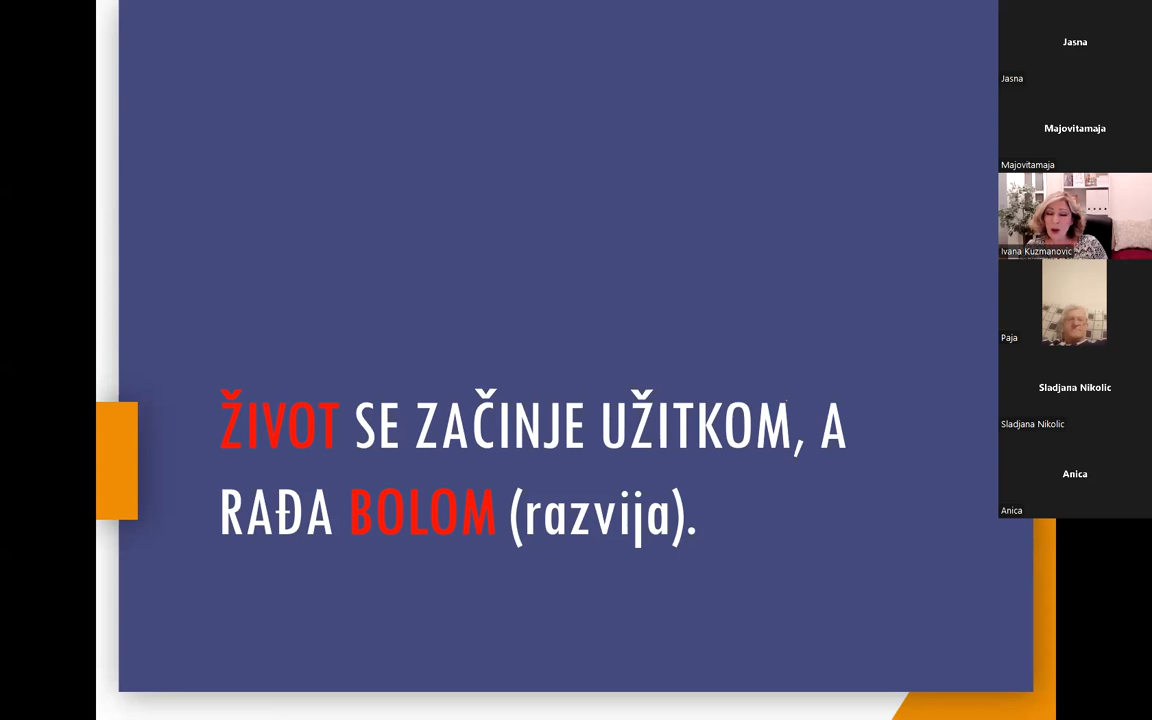 ŽIVOT SE ZAČINJE UŽITKOM, A
RAĐA BOLOM (razvija).
Jasna
Jasna
Majovitamaja
Majovitamaja
Ivana Kuzmanovic
Paja
Sladjana Nikolic
Sladjana Nikolic
Anica
Anica